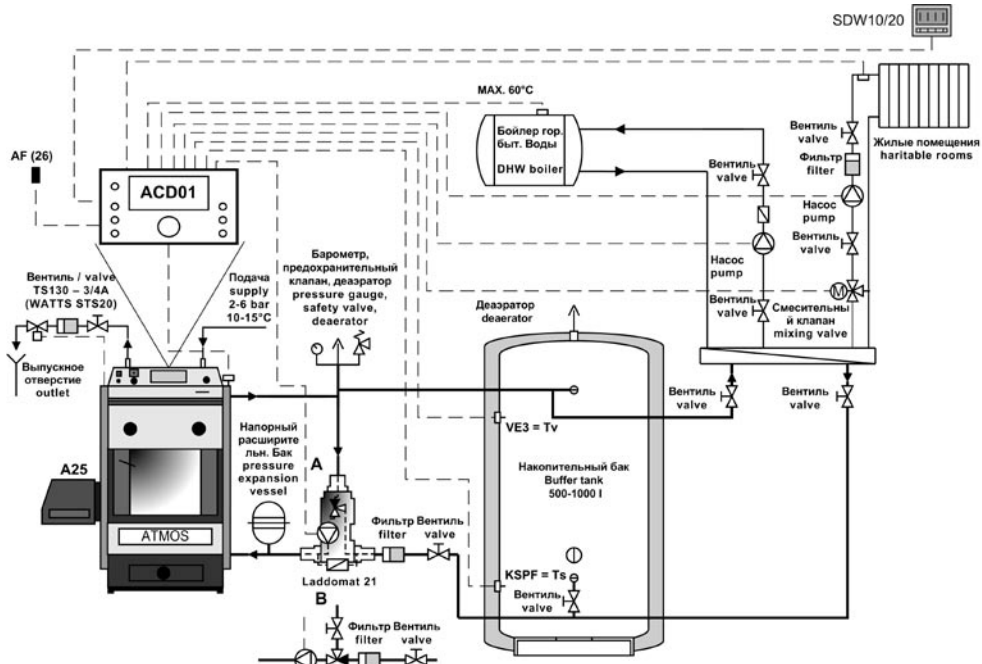 SDW10/20
MAX. 60°C
AF (26)
ACD01
Бойлер гор.
быт. Воды
DHW boiler
Вентиль
valve
Насос
pump
Вентиль
valve
Вентиль
valve
Фильтр
filter
Насос
pump
Вентиль
valve
M
Смесительны
й клапан
mixing valve
Жилые помещения
haritable rooms
Вентиль / valve
TS130 – 3/4A
(WATTS STS20)
Подача
supply
2-6 bar
10-15°C
Барометр,
предохранительный
клапан, деаэратор
pressure gauge,
safety valve,
deaerator
Деаэратор
deaerator
Выпускное
отверстие
outlet
Вентиль
valve
Вентиль
valve
VE3 = Tv
Напорный
расширите
льн. Бак
pressure
expansion
vessel
A
A25
ATMOS
Накопительный бак
Buffer tank
500-1000 l
Фильтр Вентиль
filter valve
Laddomat 21
KSPF = Ts
Вентиль
valve
B
Фильтр Вентиль
filter valve